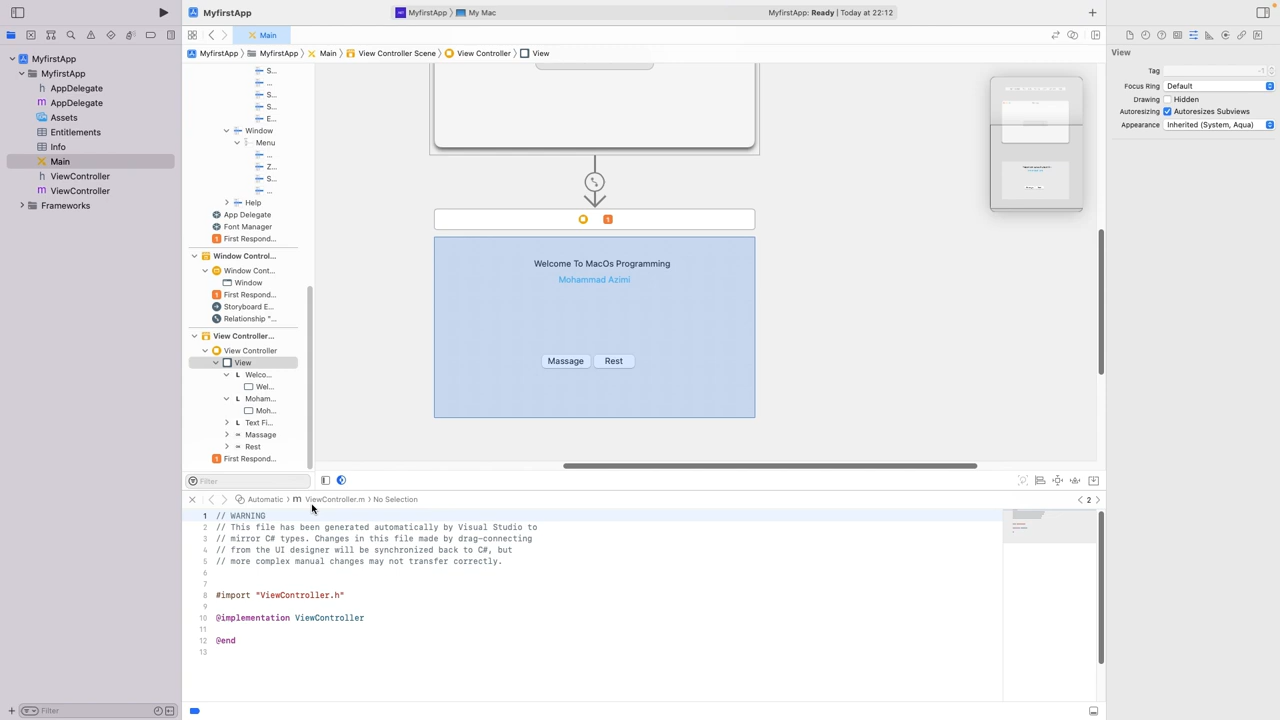 MyfirstApp
MyfirstApp
My Mac
MyfirstApp: Ready | Today at 22:12
Main
MyfirstApp
MyfirstApp
Main
View Controller Scene
View Controller
View
MyfirstApp
MyfirstApp
h AppDelegate
m AppDelegate
Assets
Entitlements
Info
Main
h ViewController
m ViewController
Frameworks
Filter
S...
...
S...
S...
E...
Window
Menu
...
Z...
S...
...
Help
App Delegate
Font Manager
1 First Respond...
Window Control...
Window Cont...
Window
1 First Respond...
Storyboard E...
Relationship "...
View Controller...
View Controller
View
L Welco...
Wel...
L Moham...
Moh...
L Text Fi...
Massage
Rest
1 First Respond...
Filter
1
Welcome To MacOs Programming
Mohammad Azimi
Massage
Rest
Automatic
m ViewController.m
No Selection
2
1 // WARNING
2 // This file has been generated automatically by Visual Studio to
3 // mirror C# types. Changes in this file made by drag-connecting
4 // from the UI designer will be synchronized back to C#, but
5 // more complex manual changes may not transfer correctly.
6
7
8 #import "ViewController.h"
9
10 @implementation ViewController
11
12 @end
13
View
Tag
-1
Focus Ring
Default
Drawing
Hidden
Autoresizing
Autoresizes Subviews
Appearance
Inherited (System, Aqua)